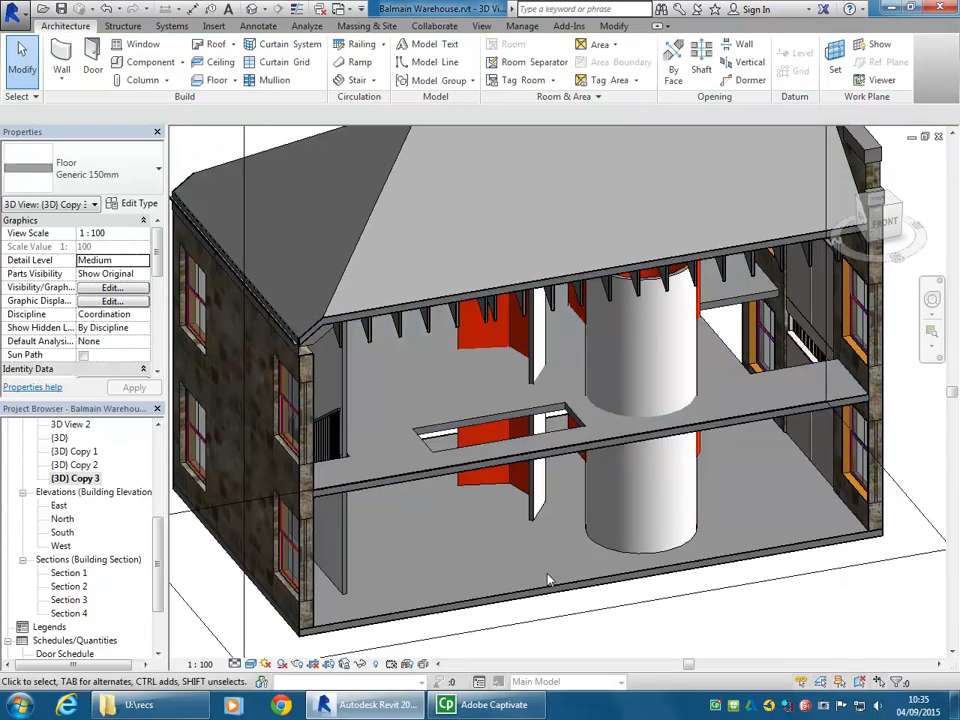 Balmain Warehouse.rvt - 3D Vi...
Type a keyword or phrase
Sign In
Architecture Structure Systems Insert Annotate Analyze Massing & Site Collaborate View Manage Add-Ins Modify
Modify Wall Door Window Component Column Roof Ceiling Floor Curtain System Curtain Grid Mullion Railing Ramp Stair Model Text Model Line Model Group Room Room Separator Tag Room Area Area Boundary Tag Area By Face Shaft Wall Vertical Dormer Level Grid Set Show Ref Plane Viewer
Select Build Circulation Model Room & Area Opening Datum Work Plane
Properties
Floor
Generic 150mm
3D View: {3D} Copy 3 Edit Type
Graphics
View Scale 1 : 100
Scale Value 1: 100
Detail Level Medium
Parts Visibility Show Original
Visibility/Graph... Edit...
Graphic Displa... Edit...
Discipline Coordination
Show Hidden L... By Discipline
Default Analysi... None
Sun Path
Identity Data
Properties help Apply
Project Browser - Balmain Warehou...
3D View 2
{3D}
{3D} Copy 1
{3D} Copy 2
{3D} Copy 3
Elevations (Building Elevation
East
North
South
West
Sections (Building Section)
Section 1
Section 2
Section 3
Section 4
Legends
Schedules/Quantities
Door Schedule
FRONT
1 : 100
Click to select, TAB for alternates, CTRL adds, SHIFT unselects.
:0
Main Model
:0
U:\recs
Autodesk Revit 20...
Adobe Captivate
10:35
04/09/2015